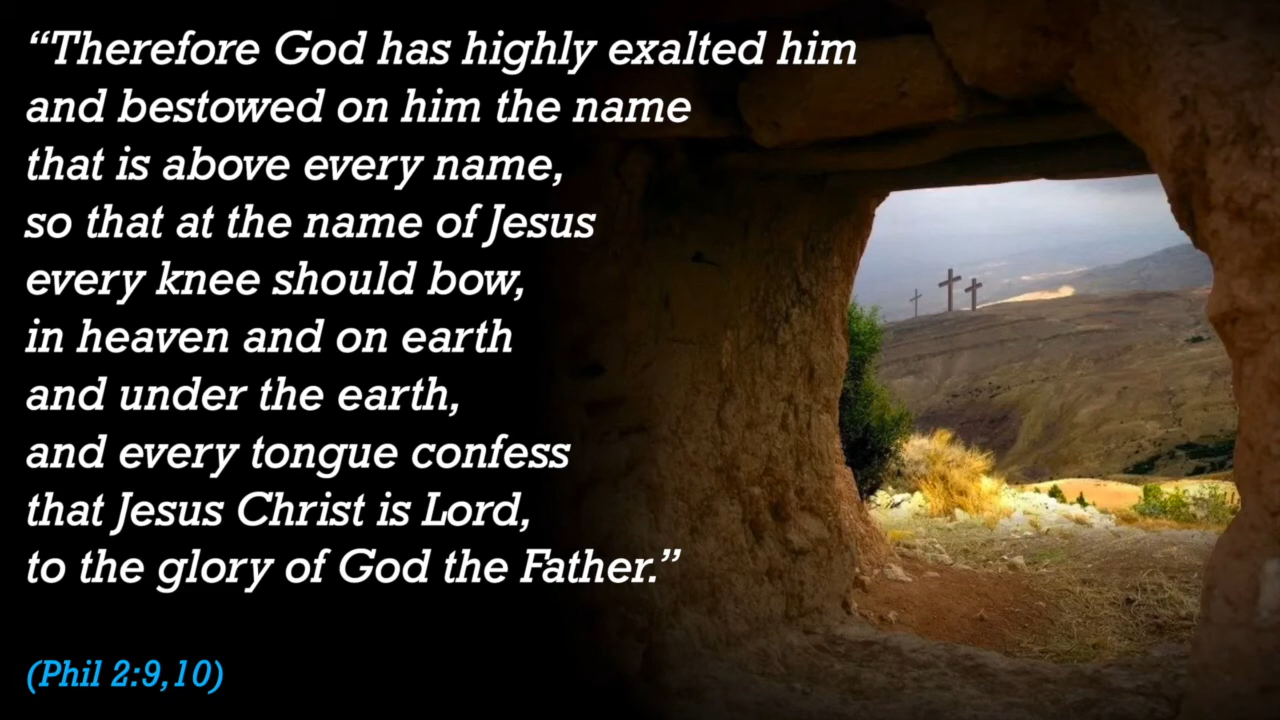 “Therefore God has highly exalted him
and bestowed on him the name
that is above every name,
so that at the name of Jesus
every knee should bow,
in heaven and on earth
and under the earth,
and every tongue confess
that Jesus Christ is Lord,
to the glory of God the Father.”
(Phil 2:9,10)